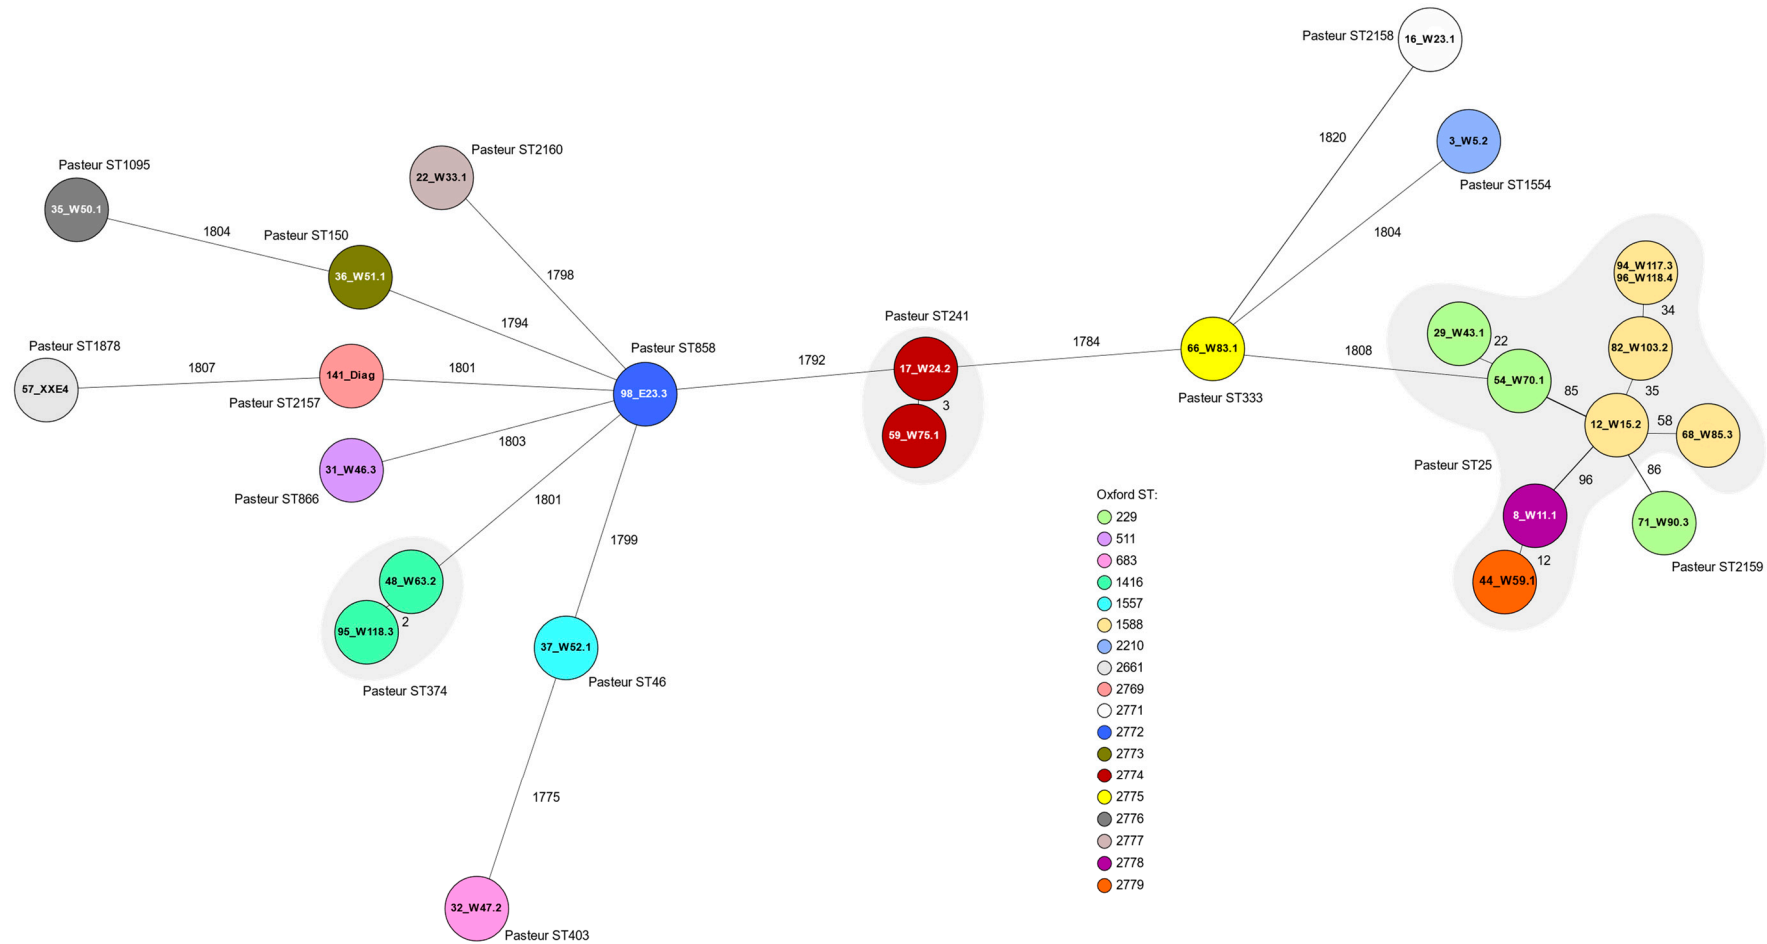 Pasteur ST2158
16_W23.1
1820
3_W5.2
Pasteur ST1554
1804
Pasteur ST1095
35_W50.1
1804
Pasteur ST150
36_W51.1
1794
Pasteur ST2160
22_W33.1
1798
Pasteur ST1878
57_XXE4
1807
141_Diag
Pasteur ST2157
1801
Pasteur ST858
98_E23.3
1803
31_W46.3
Pasteur ST866
1801
48_W63.2
2
95_W118.3
Pasteur ST374
1799
37_W52.1
Pasteur ST46
1775
32_W47.2
Pasteur ST403
1792
Pasteur ST241
17_W24.2
3
59_W75.1
1784
66_W83.1
Pasteur ST333
1808
94_W117.3
96_W118.4
34
82_W103.2
35
29_W43.1
22
54_W70.1
85
12_W15.2
58
68_W85.3
Pasteur ST25
96
86
8_W11.1
71_W90.3
12
44_W59.1
Pasteur ST2159
Oxford ST:
229
511
683
1416
1557
1588
2210
2661
2769
2771
2772
2773
2774
2775
2776
2777
2778
2779